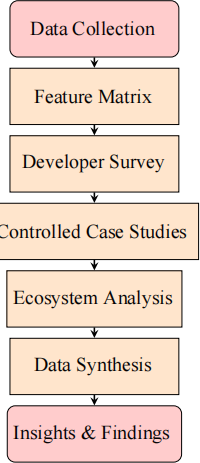 Data Collection
Feature Matrix
Developer Survey
Controlled Case Studies
Ecosystem Analysis
Data Synthesis
Insights & Findings